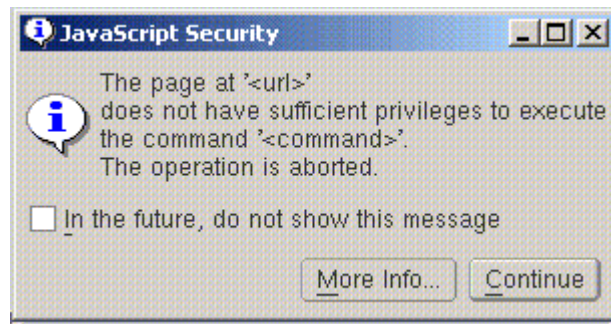 JavaScript Security
The page at '<url>'
does not have sufficient privileges to execute
the command '<command>'.
The operation is aborted.
In the future, do not show this message
More Info... Continue